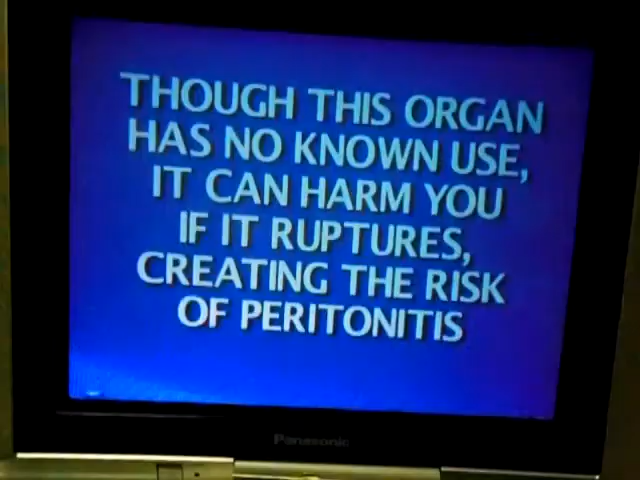 THOUGH THIS ORGAN
HAS NO KNOWN USE,
IT CAN HARM YOU
IF IT RUPTURES,
CREATING THE RISK
OF PERITONITIS
Panasonic